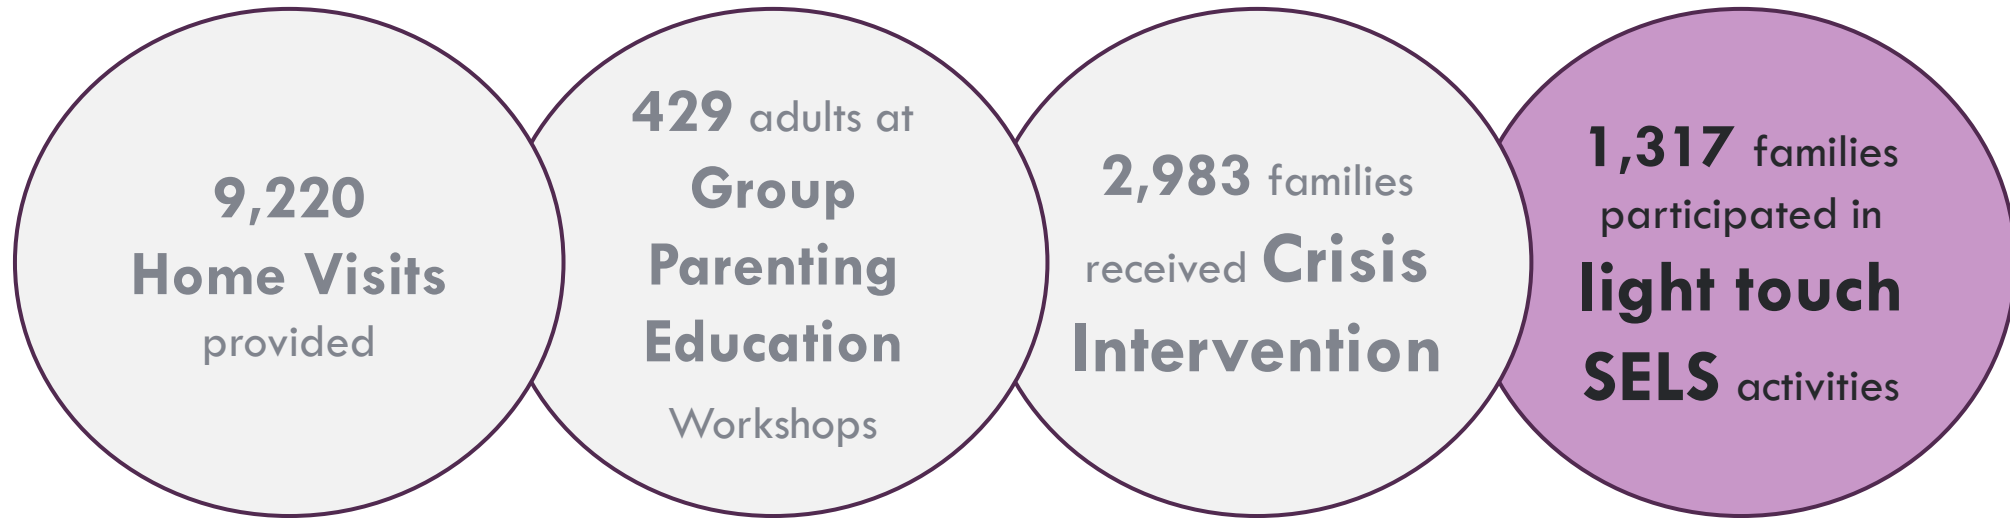 9,220
Home Visits
provided
429 adults at
Group
Parenting
Education
Workshops
2,983 families
received Crisis
Intervention
1,317 families
participated in
light touch
SELS activities